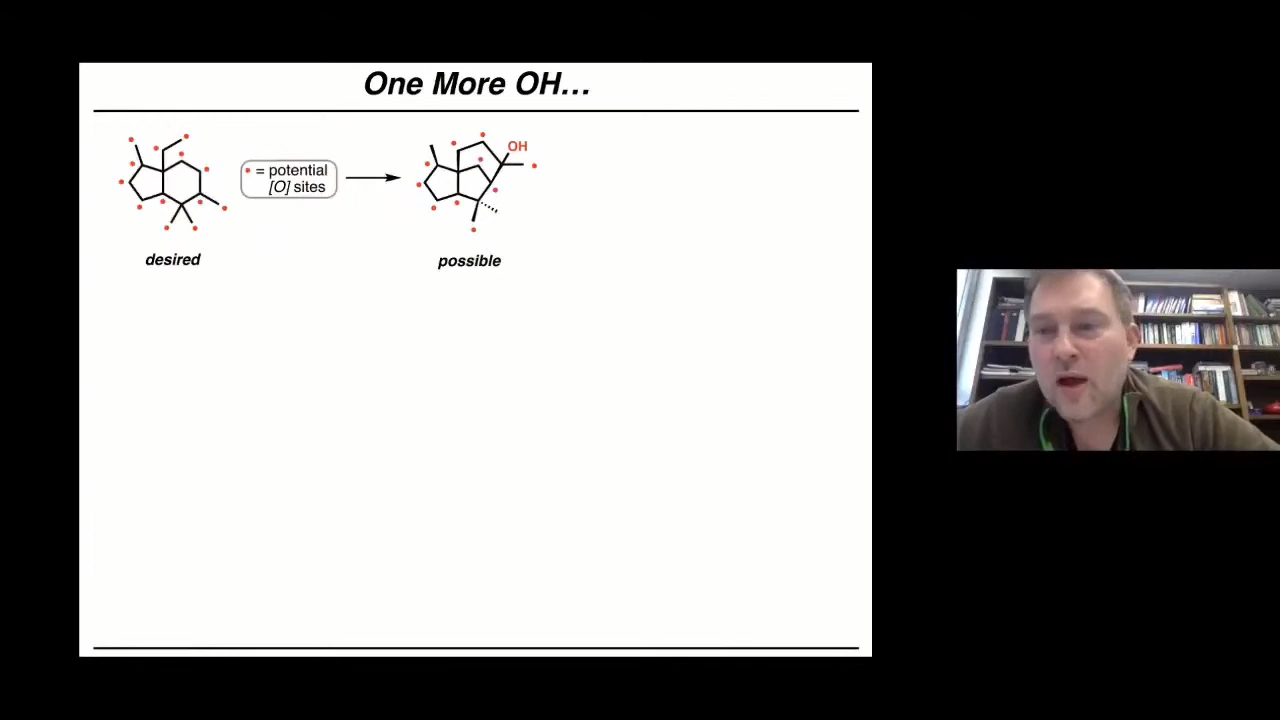 One More OH...
= potential
[O] sites
OH
desired
possible